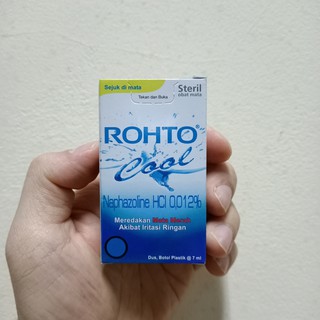 Sejuk di mata
Steril
obat mata
Tekan dan Buka
ROHTO®
Cool
Naphazoline HCl 0.012%
Meredakan Mata Merah
Akibat Iritasi Ringan
Dus, Botol Plastik @ 7 ml